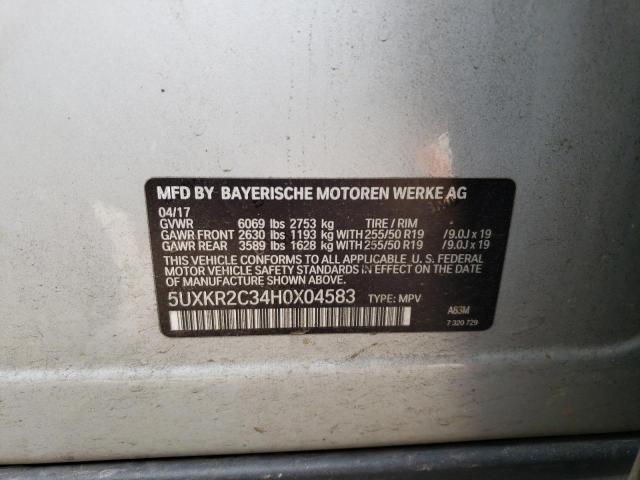 MFD BY BAYERISCHE MOTOREN WERKE AG
04/17
GVWR 6069 lbs 2753 kg TIRE / RIM -
GAWR FRONT 2630 lbs 1193 kg WITH 255/50 R19 /9.0J x 19
GAWR REAR 3589 lbs 1628 kg WITH 255/50 R19 /9.0J x 19
THIS VEHICLE CONFORMS TO ALL APPLICABLE U. S. FEDERAL
MOTOR VEHICLE SAFETY STANDARDS IN EFFECT ON THE DATE
OF MANUFACTURE SHOWN ABOVE.
5UXKR2C34H0X04583 TYPE: MPV
A83M
7 320 729